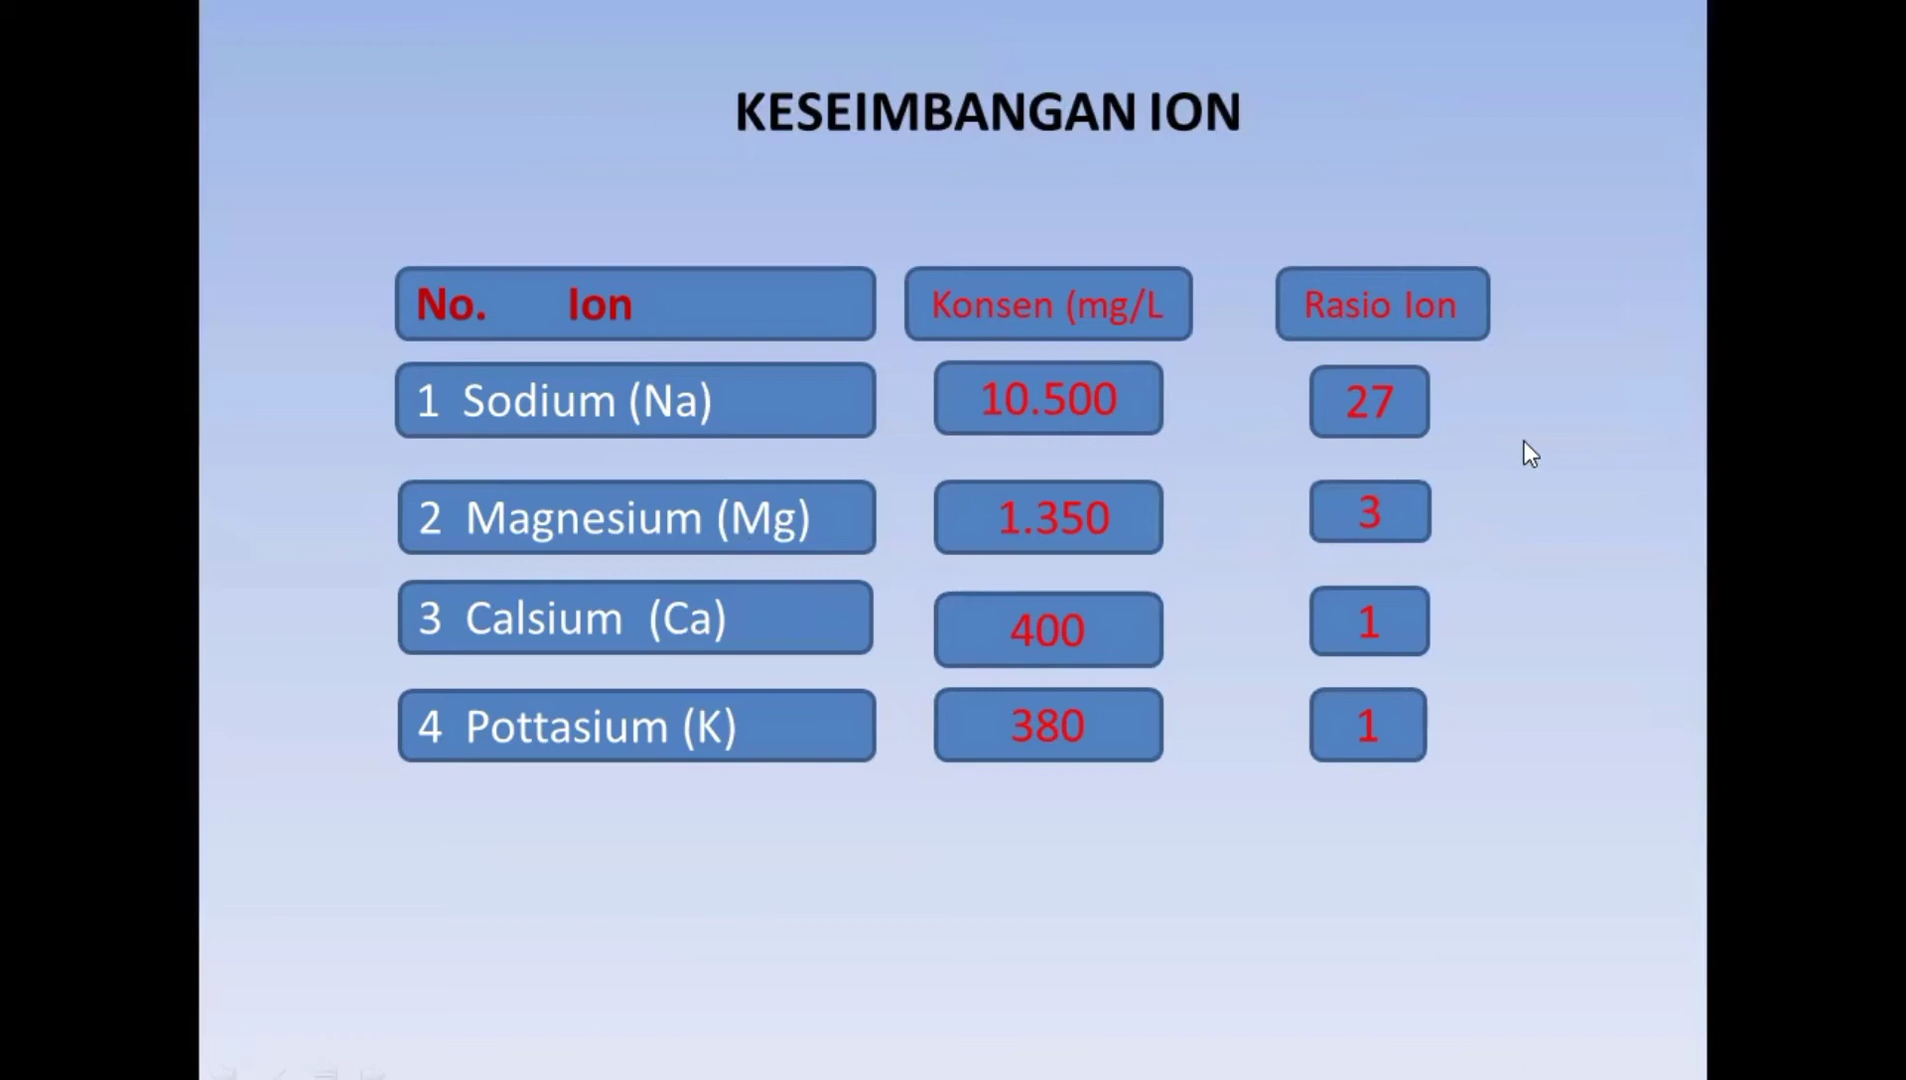 KESEIMBANGAN ION
No. Ion Konsen (mg/L Rasio Ion
1 Sodium (Na) 10.500 27
2 Magnesium (Mg) 1.350 3
3 Calsium (Ca) 400 1
4 Pottasium (K) 380 1